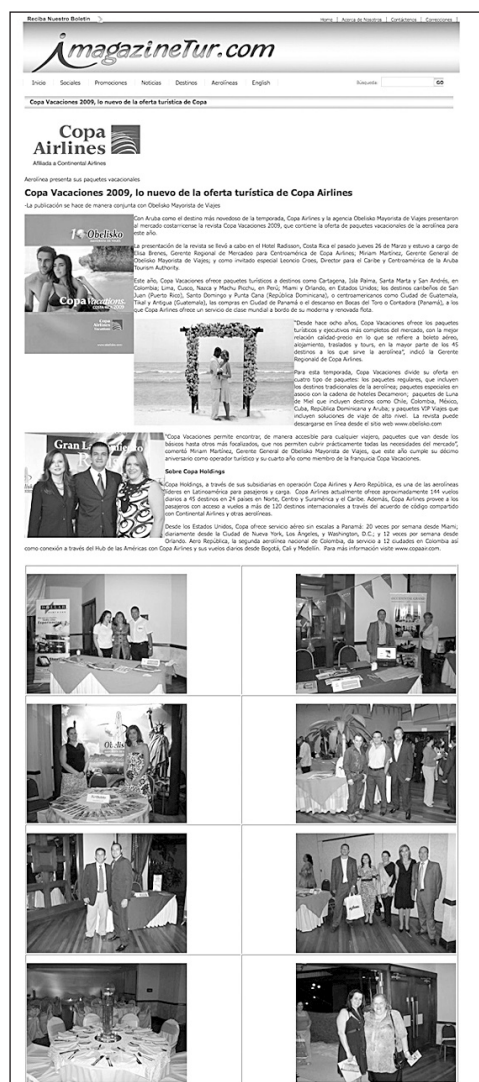 Reciba Nuestro Boletín
Home | Acerca de Nosotros | Contáctenos | Correcciones |
imagazineTur.com
Inicio Sociales Promociones Noticias Destinos Aerolíneas English
Búsqueda: GO
Copa Vacaciones 2009, lo nuevo de la oferta turística de Copa
Copa
Airlines
Afiliada a Continental Airlines
Aerolínea presenta sus paquetes vacacionales
Copa Vacaciones 2009, lo nuevo de la oferta turística de Copa Airlines
-La publicación se hace de manera conjunta con Obelisko Mayorista de Viajes
Obelisko
CopaVacations.
Copa
Airlines
Con Aruba como el destino más novedoso de la temporada, Copa Airlines y la agencia Obelisko Mayorista de Viajes presentaron
al mercado costarricense la revista Copa Vacaciones 2009, que contiene la oferta de paquetes vacacionales de la aerolínea para
este año.
La presentación de la revista se llevó a cabo en el Hotel Radisson, Costa Rica el pasado jueves 26 de Marzo y estuvo a cargo de
Elisa Brenes, Gerente Regional de Mercadeo para Centroamérica de Copa Airlines; Miriam Martínez, Gerente General de
Obelisko Mayorista de Viajes; y como invitado especial Leoncio Croes, Director para el Caribe y Centroamérica de la Aruba
Tourism Authority.
Este año, Copa Vacaciones ofrece paquetes turísticos a destinos como Cartagena, Isla Palma, Santa Marta y San Andrés, en
Colombia; Lima, Cusco, Nazca y Machu Picchu, en Perú; Miami y Orlando, en Estados Unidos; los destinos caribeños de San
Juan (Puerto Rico), Santo Domingo y Punta Cana (República Dominicana), o centroamericanos como Ciudad de Guatemala,
Tikal y Antigua (Guatemala), las compras en Ciudad de Panamá o el descanso en Bocas del Toro o Contadora (Panamá), a los
que Copa Airlines ofrece un servicio de clase mundial a bordo de su moderna y renovada flota.
"Desde hace ocho años, Copa Vacaciones ofrece los paquetes
turísticos y ejecutivos más completos del mercado, con la mejor
relación calidad-precio en lo que se refiere a boleto aéreo,
alojamiento, traslados y tours, en la mayor parte de los 45
destinos a los que sirve la aerolínea", indicó la Gerente
Regional de Copa Airlines.
Para esta temporada, Copa Vacaciones divide su oferta en
cuatro tipo de paquetes: los paquetes regulares, que incluyen
los destinos tradicionales de la aerolínea; paquetes especiales en
asocio con la cadena de hoteles Decameron; paquetes de Luna
de Miel que incluyen destinos como Chile, Colombia, México,
Cuba, República Dominicana y Aruba; y paquetes VIP Viajes que
incluyen soluciones de viaje de alto nivel. La revista puede
descargarse en línea desde el sitio web www.obelisko.com
Gran Lanzamiento
"Copa Vacaciones permite encontrar, de manera accesible para cualquier viajero, paquetes que van desde los
básicos hasta otros más focalizados, que nos permiten cubrir prácticamente todas las necesidades del mercado",
comentó Miriam Martínez, Gerente General de Obelisko Mayorista de Viajes, que este año cumple su décimo
aniversario como operador turístico y su cuarto año como miembro de la franquicia Copa Vacaciones.
Sobre Copa Holdings
Copa Holdings, a través de sus subsidiarias en operación Copa Airlines y Aero República, es una de las aerolíneas
líderes en Latinoamérica para pasajeros y carga. Copa Airlines actualmente ofrece aproximadamente 144 vuelos
diarios a 45 destinos en 24 países en Norte, Centro y Suramérica y el Caribe. Además, Copa Airlines provee a los
pasajeros con acceso a vuelos a más de 120 destinos internacionales a través del acuerdo de código compartido
con Continental Airlines y otras aerolíneas.
Desde los Estados Unidos, Copa ofrece servicio aéreo sin escalas a Panamá: 20 veces por semana desde Miami;
diariamente desde la Ciudad de Nueva York, Los Ángeles, y Washington, D.C.; y 12 veces por semana desde
Orlando. Aero República, la segunda aerolínea nacional de Colombia, da servicio a 12 ciudades en Colombia así
como conexión a través del Hub de las Américas con Copa Airlines y sus vuelos diarios desde Bogotá, Cali y Medellín. Para más información visite www.copaair.com.
DOLLAR
Obelisko